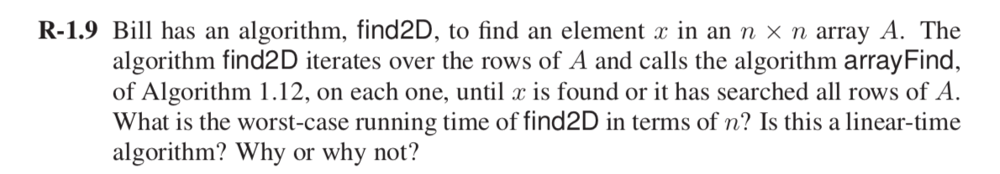 R-1.9 Bill has an algorithm, find2D, to find an element x in an n × n array A. The
algorithm find2D iterates over the rows of A and calls the algorithm arrayFind,
of Algorithm 1.12, on each one, until x is found or it has searched all rows of A.
What is the worst-case running time of find2D in terms of n? Is this a linear-time
algorithm? Why or why not?